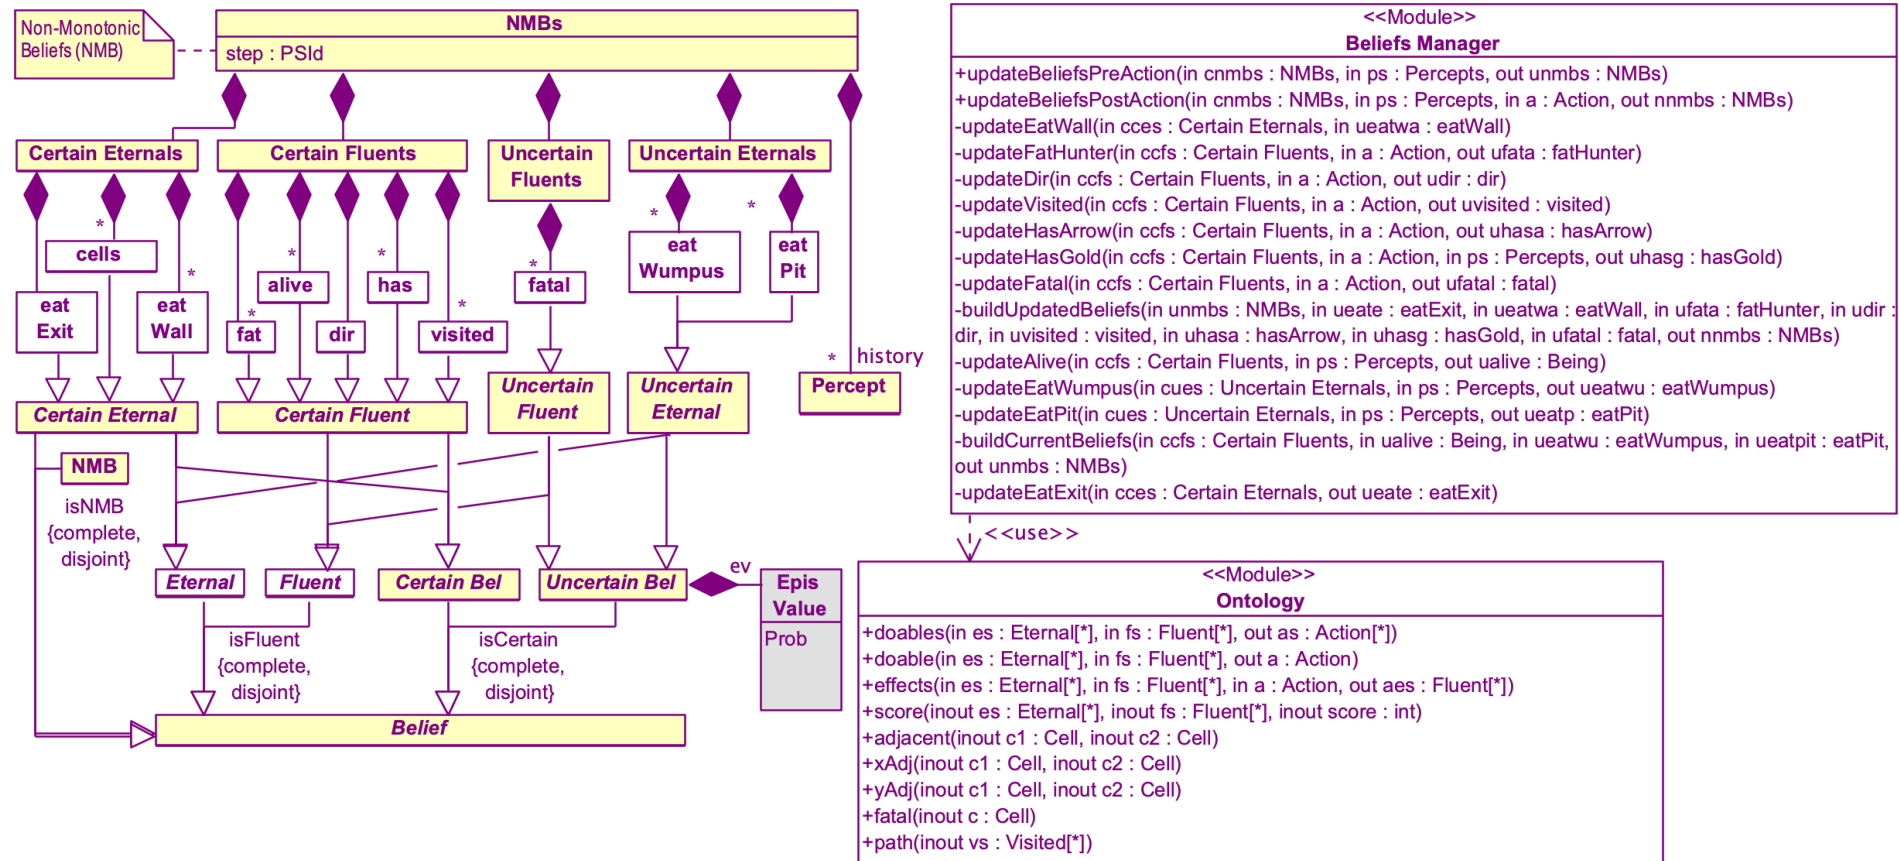 Non-Monotonic
Beliefs (NMB)
NMBs
step : PSId
Certain Eternals
Certain Fluents
Uncertain
Fluents
Uncertain Eternals
*
cells
*
eat
Exit
eat
Wall
*
alive
*
has
*
fat
dir
*
visited
*
fatal
*
eat
Wumpus
*
eat
Pit
* history
Percept
Certain Eternal
Certain Fluent
Uncertain
Fluent
Uncertain
Eternal
NMB
isNMB
{complete,
disjoint}
Eternal
Fluent
Certain Bel
Uncertain Bel
ev
Epis
Value
Prob
isFluent
{complete,
disjoint}
isCertain
{complete,
disjoint}
Belief
<<Module>>
Beliefs Manager
+updateBeliefsPreAction(in cnmbs : NMBs, in ps : Percepts, out unmbs : NMBs)
+updateBeliefsPostAction(in cnmbs : NMBs, in ps : Percepts, in a : Action, out nnmbs : NMBs)
-updateEatWall(in cces : Certain Eternals, in ueatwa : eatWall)
-updateFatHunter(in ccfs : Certain Fluents, in a : Action, out ufata : fatHunter)
-updateDir(in ccfs : Certain Fluents, in a : Action, out udir : dir)
-updateVisited(in ccfs : Certain Fluents, in a : Action, out uvisited : visited)
-updateHasArrow(in ccfs : Certain Fluents, in a : Action, out uhasa : hasArrow)
-updateHasGold(in ccfs : Certain Fluents, in a : Action, in ps : Percepts, out uhasg : hasGold)
-updateFatal(in ccfs : Certain Fluents, in a : Action, out ufatal : fatal)
-buildUpdatedBeliefs(in unmbs : NMBs, in ueate : eatExit, in ueatwa : eatWall, in ufata : fatHunter, in udir :
dir, in uvisited : visited, in uhasa : hasArrow, in uhasg : hasGold, in ufatal : fatal, out nnmbs : NMBs)
-updateAlive(in ccfs : Certain Fluents, in ps : Percepts, out ualive : Being)
-updateEatWumpus(in cues : Uncertain Eternals, in ps : Percepts, out ueatwu : eatWumpus)
-updateEatPit(in cues : Uncertain Eternals, in ps : Percepts, out ueatp : eatPit)
-buildCurrentBeliefs(in ccfs : Certain Fluents, in ualive : Being, in ueatwu : eatWumpus, in ueatpit : eatPit,
out unmbs : NMBs)
-updateEatExit(in cces : Certain Eternals, out ueate : eatExit)
<<use>>
<<Module>>
Ontology
+doables(in es : Eternal[*], in fs : Fluent[*], out as : Action[*])
+doable(in es : Eternal[*], in fs : Fluent[*], out a : Action)
+effects(in es : Eternal[*], in fs : Fluent[*], in a : Action, out aes : Fluent[*])
+score(inout es : Eternal[*], inout fs : Fluent[*], inout score : int)
+adjacent(inout c1 : Cell, inout c2 : Cell)
+xAdj(inout c1 : Cell, inout c2 : Cell)
+yAdj(inout c1 : Cell, inout c2 : Cell)
+fatal(inout c : Cell)
+path(inout vs : Visited[*])